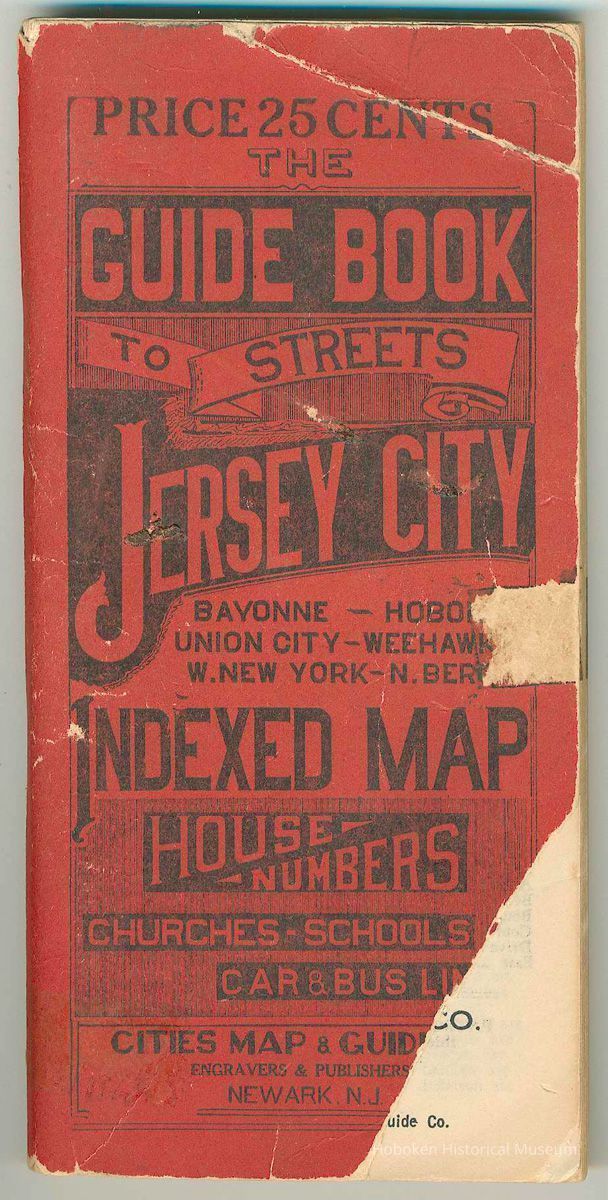 PRICE 25 CENTS
THE
GUIDE BOOK
TO STREETS
OF
JERSEY CITY
BAYONNE — HOBO
UNION CITY - WEEHAWK
W. NEW YORK - N. BER
INDEXED MAP
HOUSE
NUMBERS
CHURCHES - SCHOOLS
CAR & BUS LIN
CO.
CITIES MAP & GUID
ENGRAVERS & PUBLISHERS
NEWARK, N.J.
uide Co.
Hoboken Historical Museum